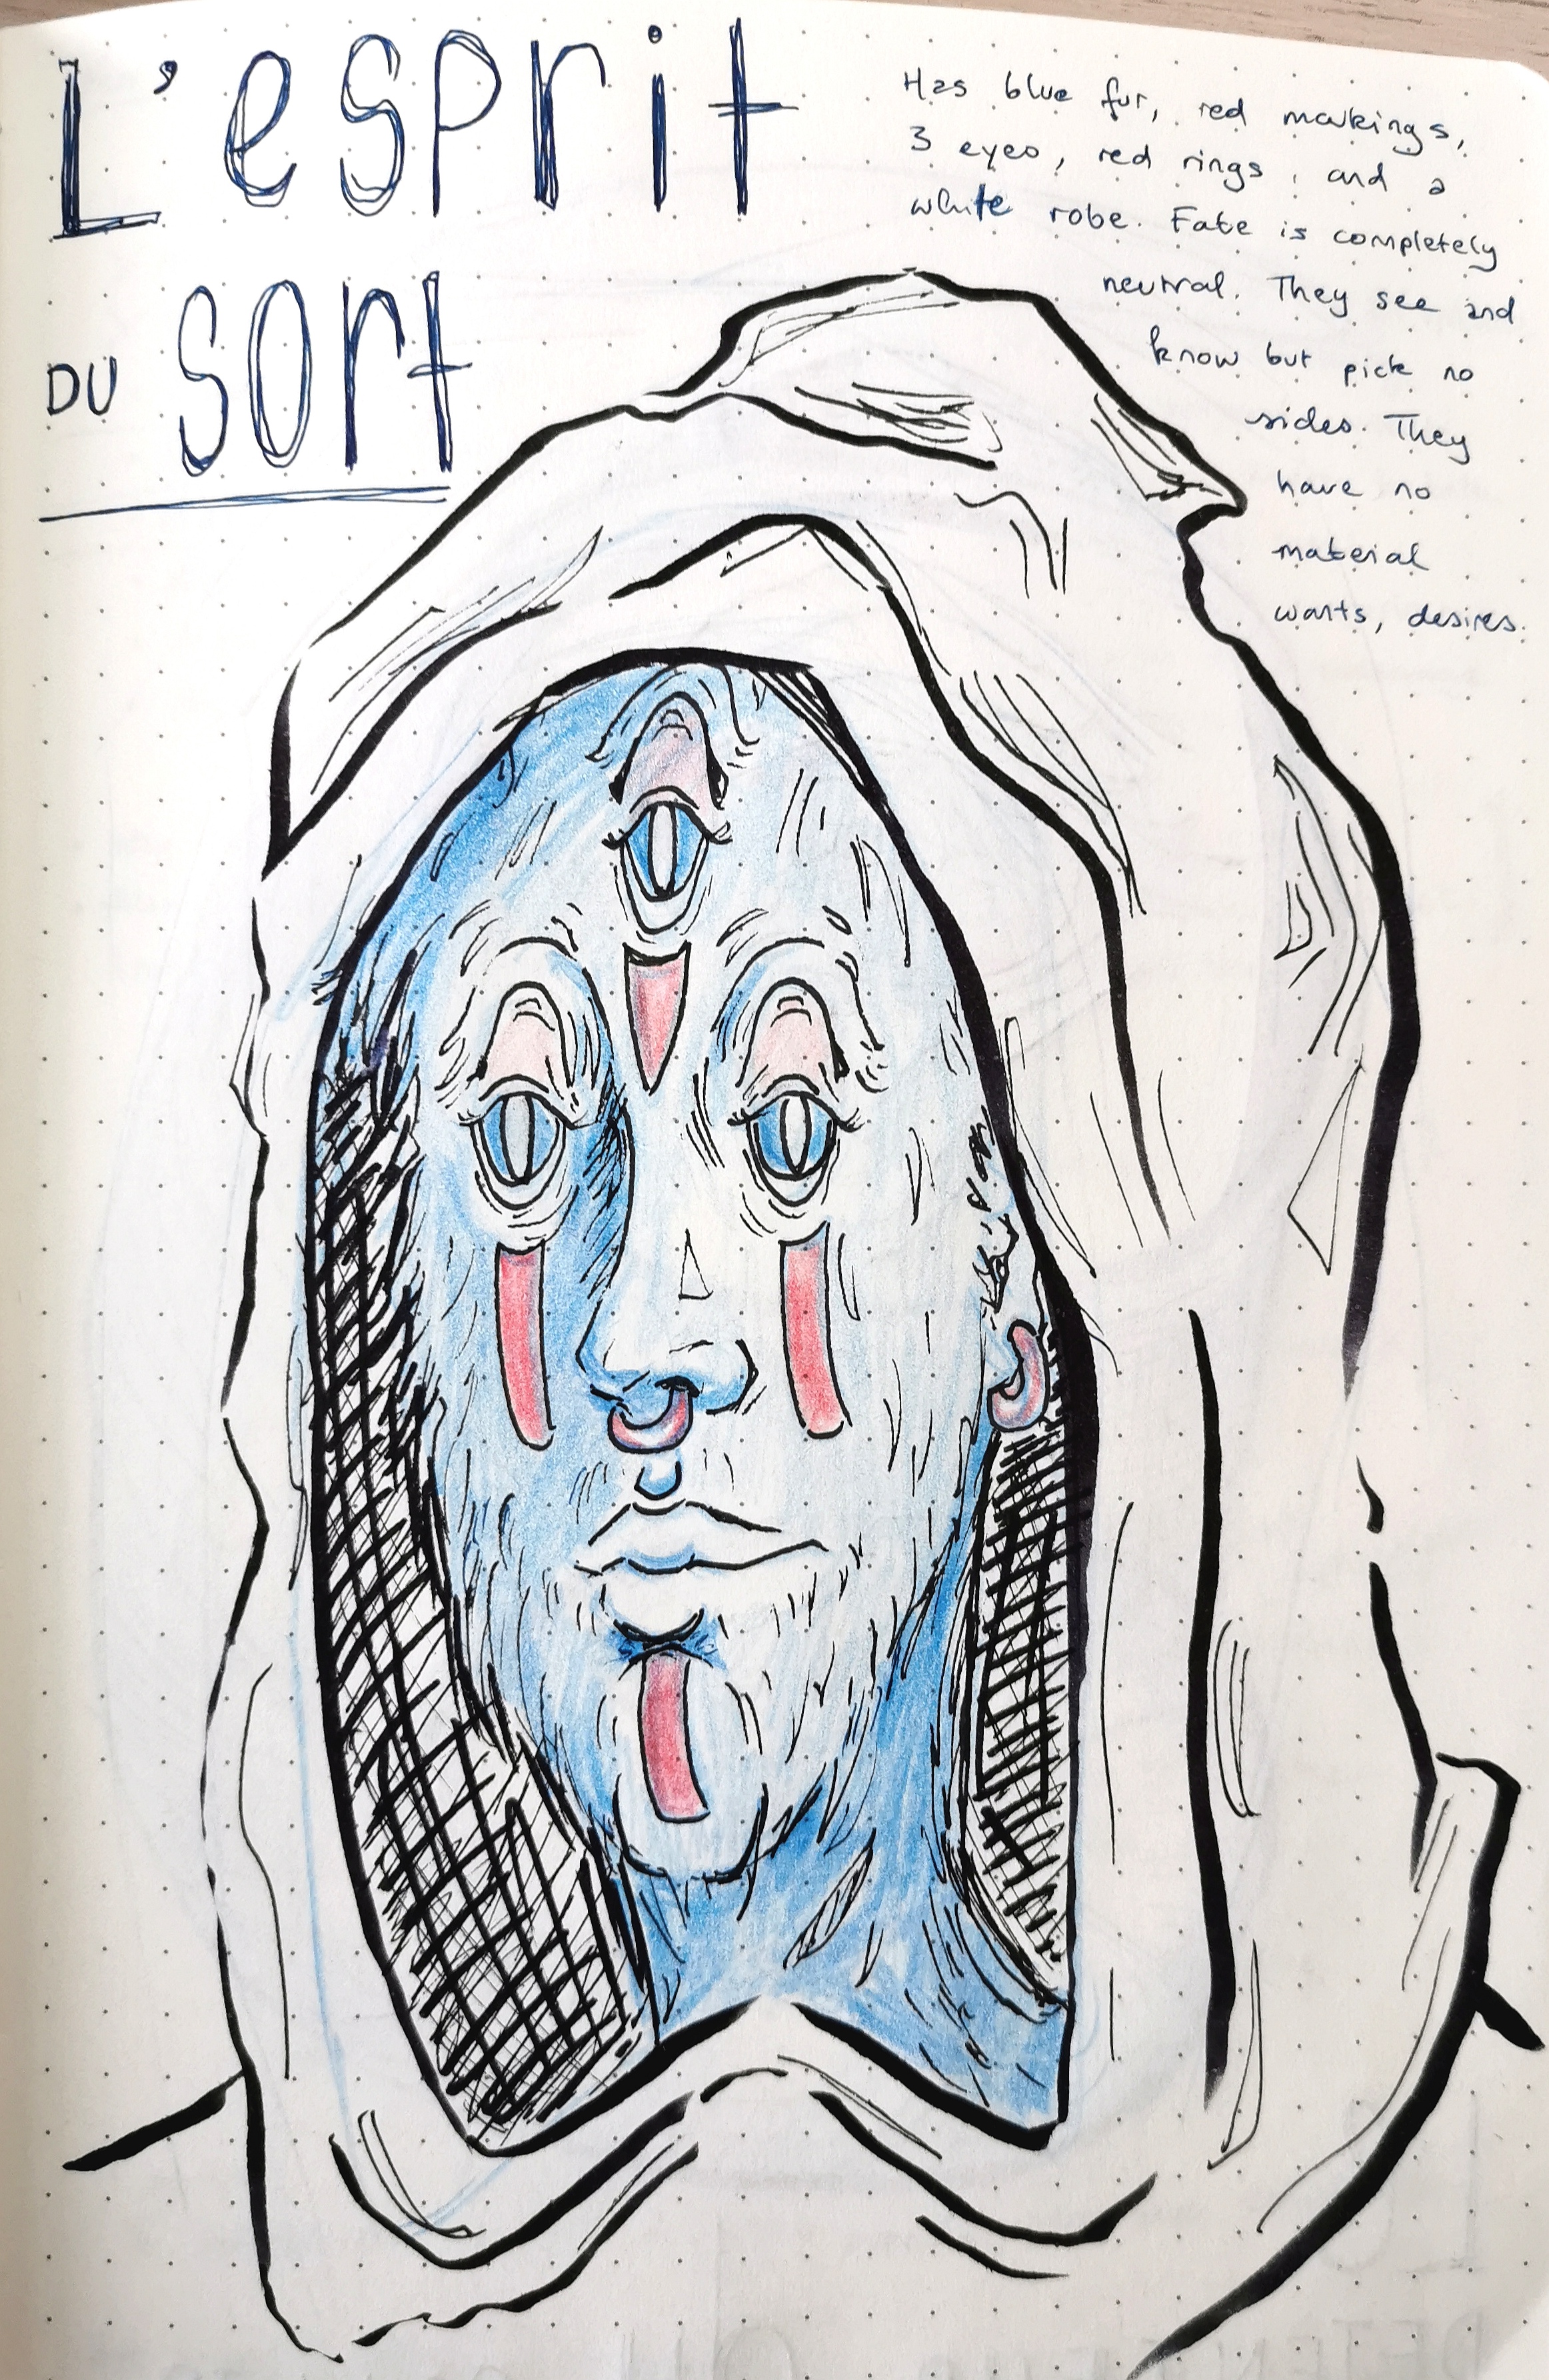 L'esprit
DU sort
Has blue fur, red markings,
3 eyes, red rings, and a
white robe. Fate is completely
neutral. They see and
know but pick no
sides. They
have no
material
wants, desires.